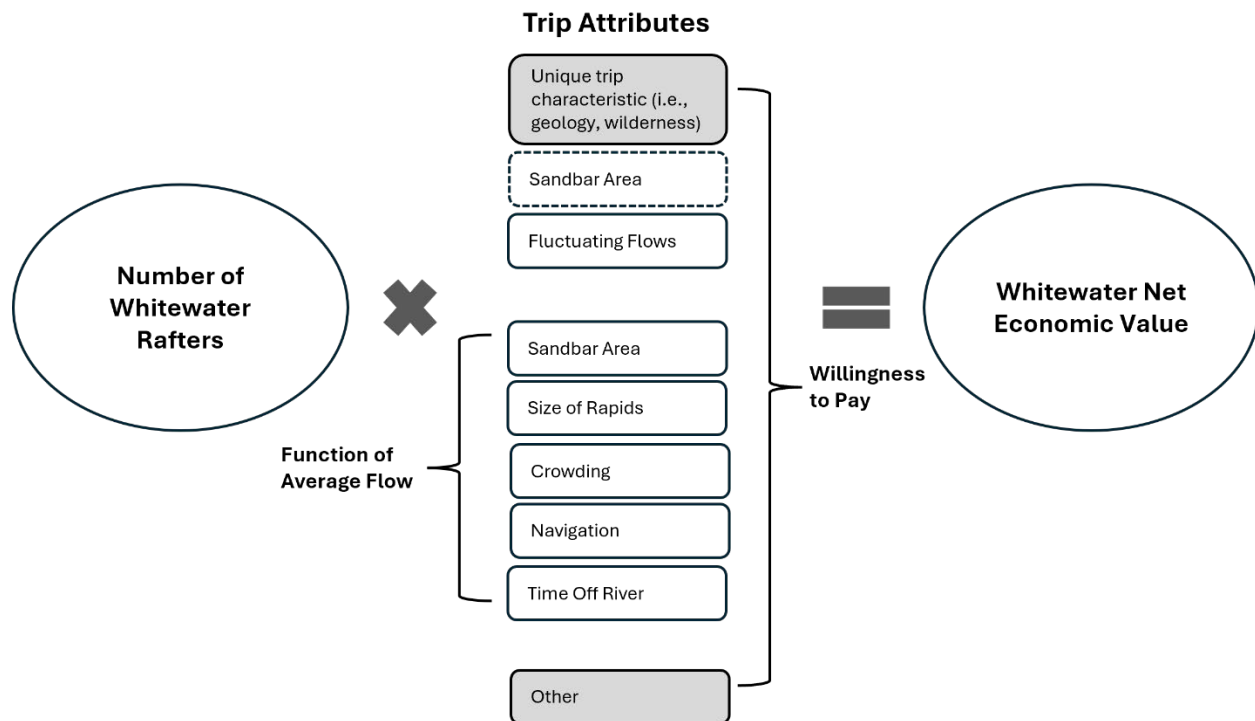 Trip Attributes
Unique trip
characteristic (i.e.,
geology, wilderness)
Sandbar Area
Fluctuating Flows
Number of
Whitewater
Rafters
Sandbar Area
Size of Rapids
Crowding
Navigation
Time Off River
Function of
Average Flow
Other
Willingness
to Pay
Whitewater Net
Economic Value